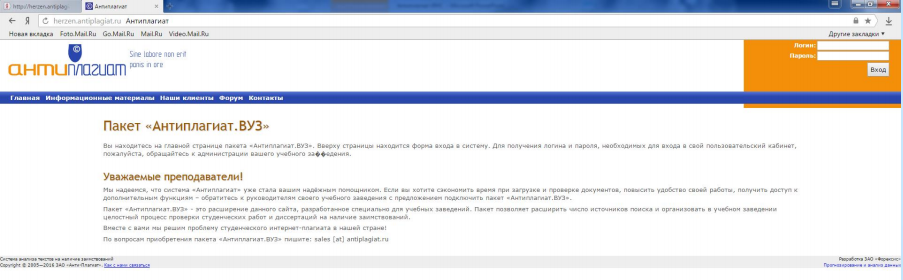 http://herzen.antiplag
Антиплагиат
herzen.antiplagiat.ru Антиплагиат
Новая вкладка Foto.Mail.Ru Go.Mail.Ru Mail.Ru Video.Mail.Ru Другие закладки
антиплагиат
Sine labore non erit
panis in ore
Логин:
Пароль:
Вход
Главная Информационные материалы Наши клиенты Форум Контакты
Пакет «Антиплагиат.ВУЗ»
Вы находитесь на главной странице пакета «Антиплагиат.ВУЗ». Вверху страницы находится форма входа в систему. Для получения логина и пароля, необходимых для входа в свой пользовательский кабинет,
пожалуйста, обращайтесь к администрации вашего учебного за��едения.
Уважаемые преподаватели!
Мы надеемся, что система «Антиплагиат» уже стала вашим надёжным помощником. Если вы хотите сэкономить время при загрузке и проверке документов, повысить удобство своей работы, получить доступ к
дополнительным функциям – обратитесь к руководителям своего учебного заведения с предложением подключить пакет «Антиплагиат.ВУЗ».
Пакет «Антиплагиат.ВУЗ» - это расширение данного сайта, разработанное специально для учебных заведений. Пакет позволяет расширить число источников поиска и организовать в учебном заведении
целостный процесс проверки студенческих работ и диссертаций на наличие заимствований.
Вместе с вами мы решим проблему студенческого интернет-плагиата в нашей стране!
По вопросам приобретения пакета «Антиплагиат.ВУЗ» пишите: sales [at] antiplagiat.ru
Система анализа текстов на наличие заимствований
Copyright © 2005—2016 ЗАО «Анти-Плагиат». Как с нами связаться
Разработка ЗАО «Форексис»
Прогнозирование и анализ данных